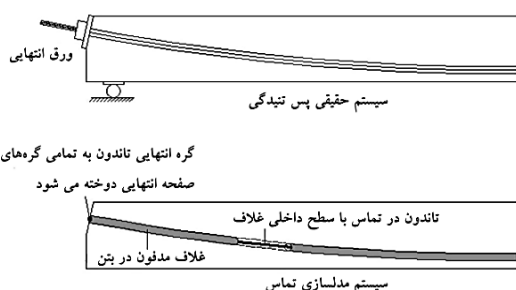 ورق انتهایی
سیستم حقیقی پس تنیدگی
گره انتهایی تاندون به تمامی گره‌های
صفحه انتهایی دوخته می شود
تاندون در تماس با سطح داخلی غلاف
غلاف مدفون در بتن
سیستم مدلسازی تماس